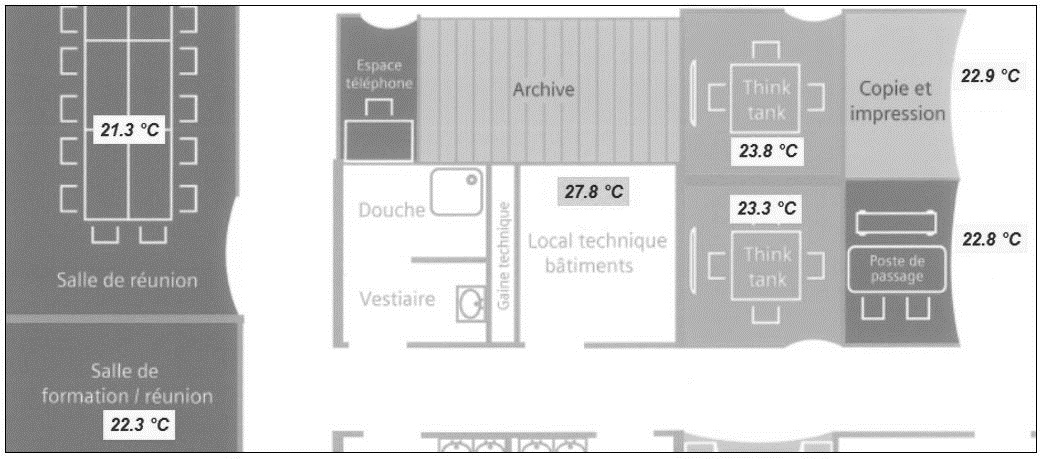 21.3 °C
Salle de réunion
Salle de
formation / réunion
22.3 °C
Espace
téléphone
Archive
Douche
Vestiaire
Gaine technique
27.8 °C
Local technique
bâtiments
Think
tank
23.8 °C
23.3 °C
Think
tank
Copie et
impression
22.9 °C
Poste de
passage
22.8 °C